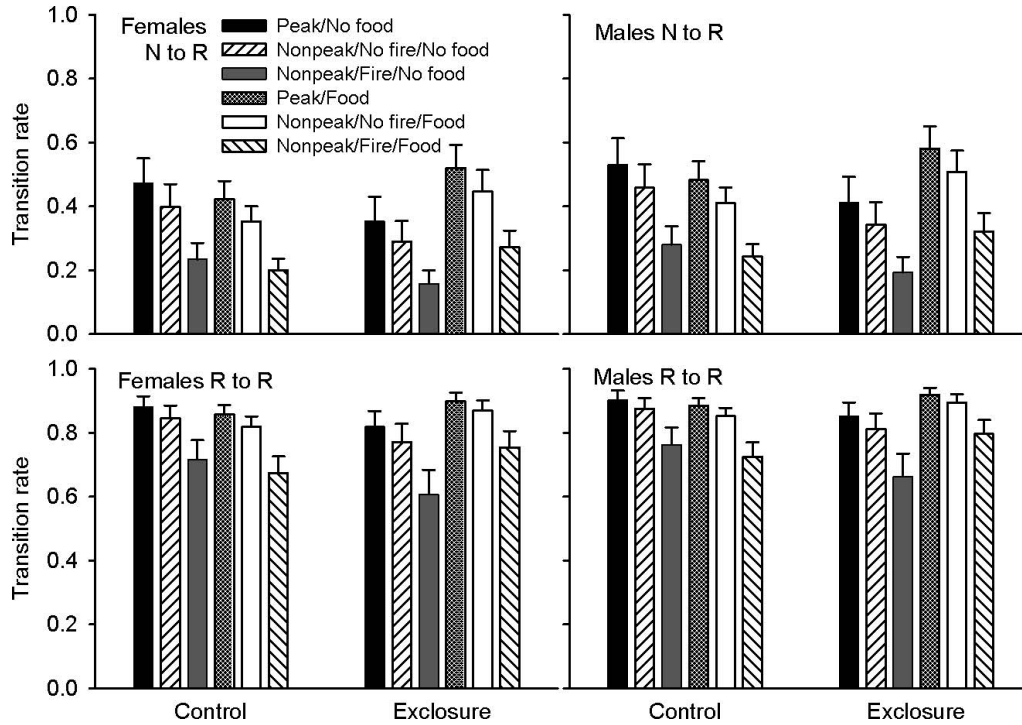 Females
N to R
Peak/No food
Nonpeak/No fire/No food
Nonpeak/Fire/No food
Peak/Food
Nonpeak/No fire/Food
Nonpeak/Fire/Food
Males N to R
Transition rate
1.0
0.8
0.6
0.4
0.2
0.0
Females R to R
Males R to R
Transition rate
1.0
0.8
0.6
0.4
0.2
0.0
Control
Exclosure
Control
Exclosure